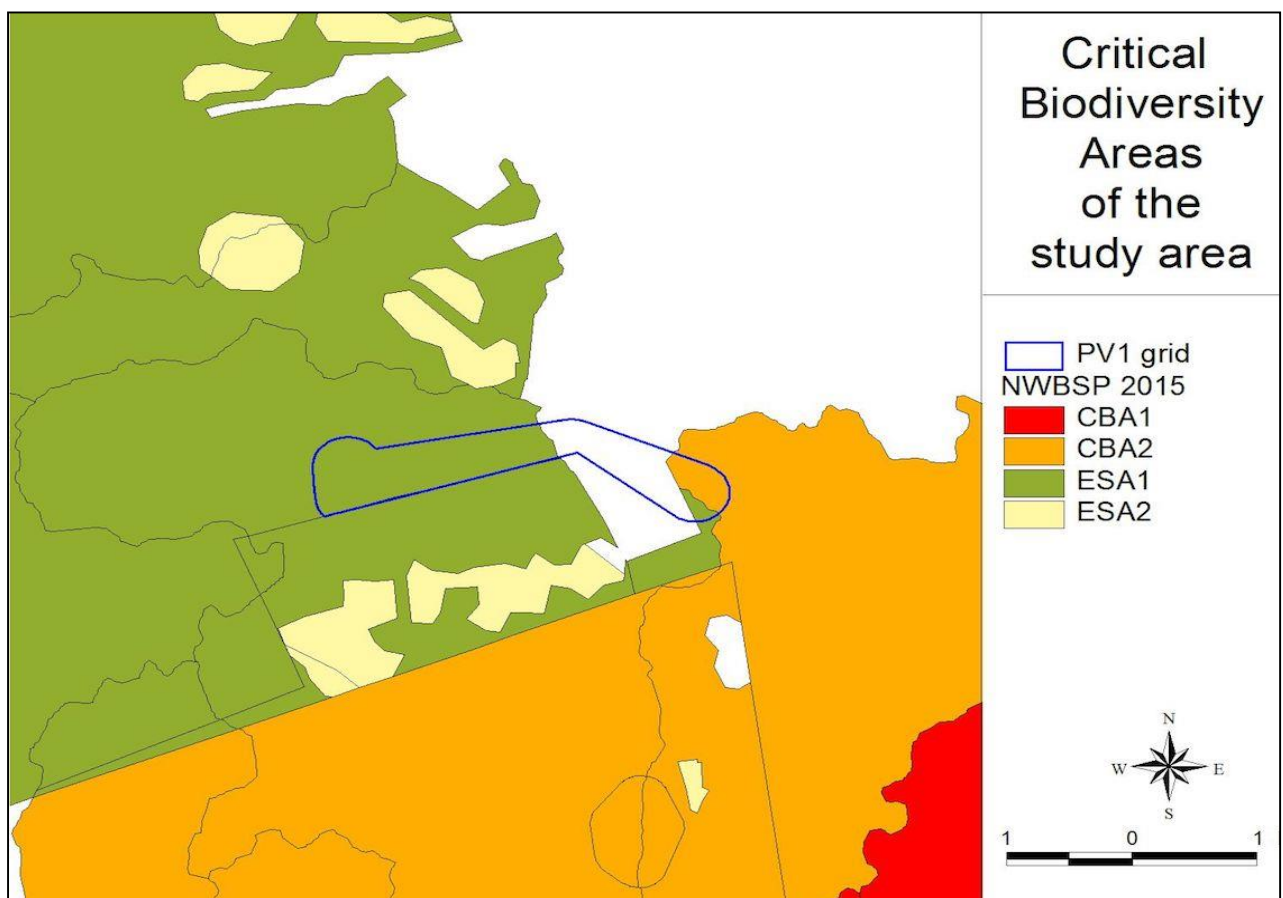 Critical
Biodiversity
Areas
of the
study area
PV1 grid
NWBSP 2015
CBA1
CBA2
ESA1
ESA2
N
W E
S
1 0 1